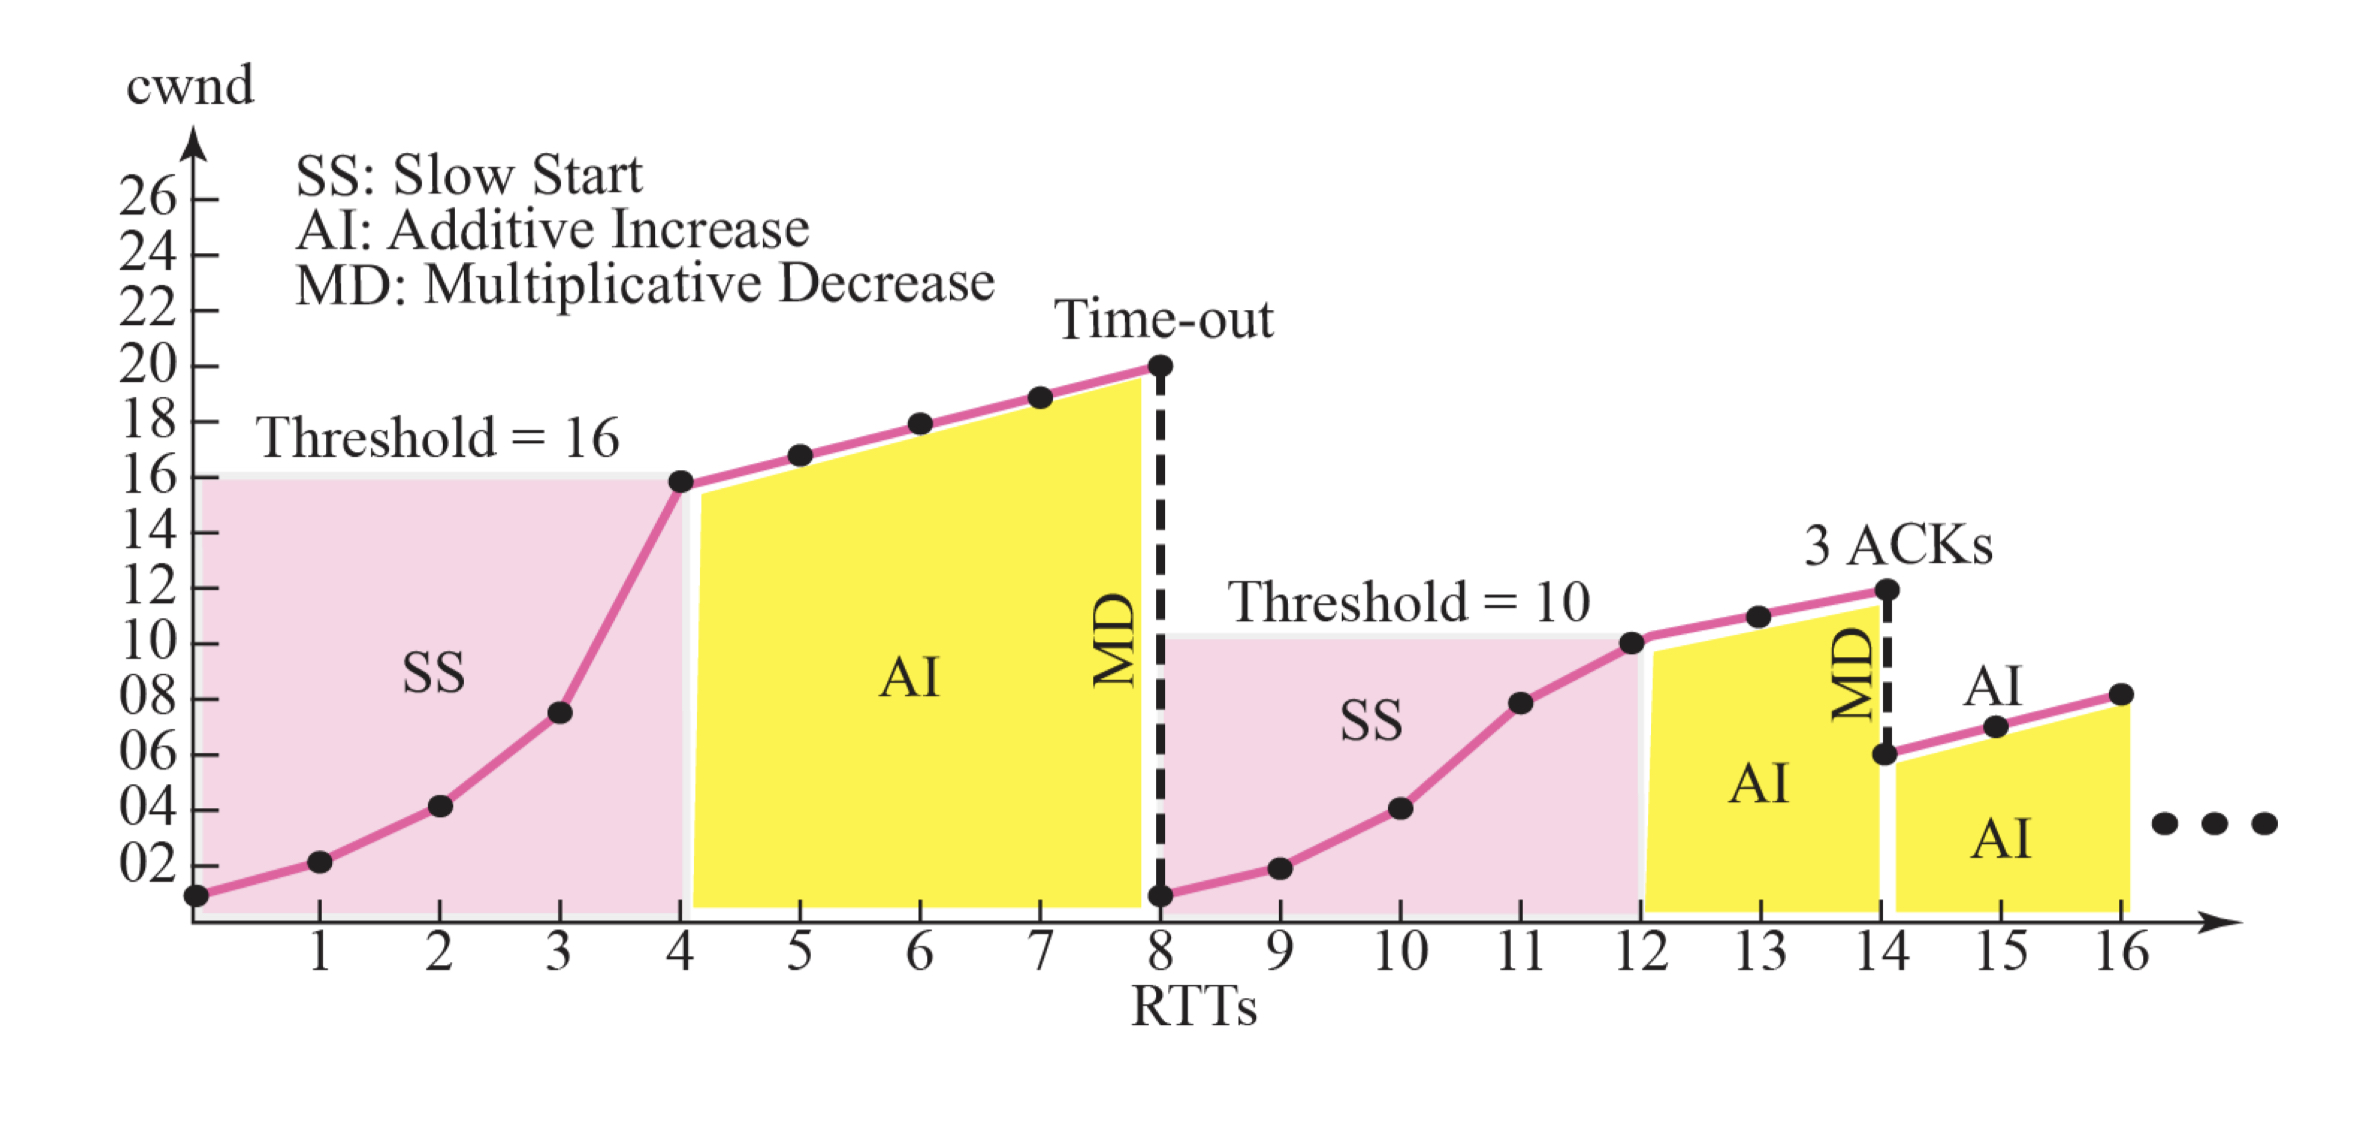 cwnd
SS: Slow Start
AI: Additive Increase
MD: Multiplicative Decrease
26
24
22
20
18
16
14
12
10
08
06
04
02
Time-out
Threshold = 16
3 ACKs
Threshold = 10
SS
AI
MD
SS
AI
MD
AI
AI
1 2 3 4 5 6 7 8 9 10 11 12 13 14 15 16
RTTs